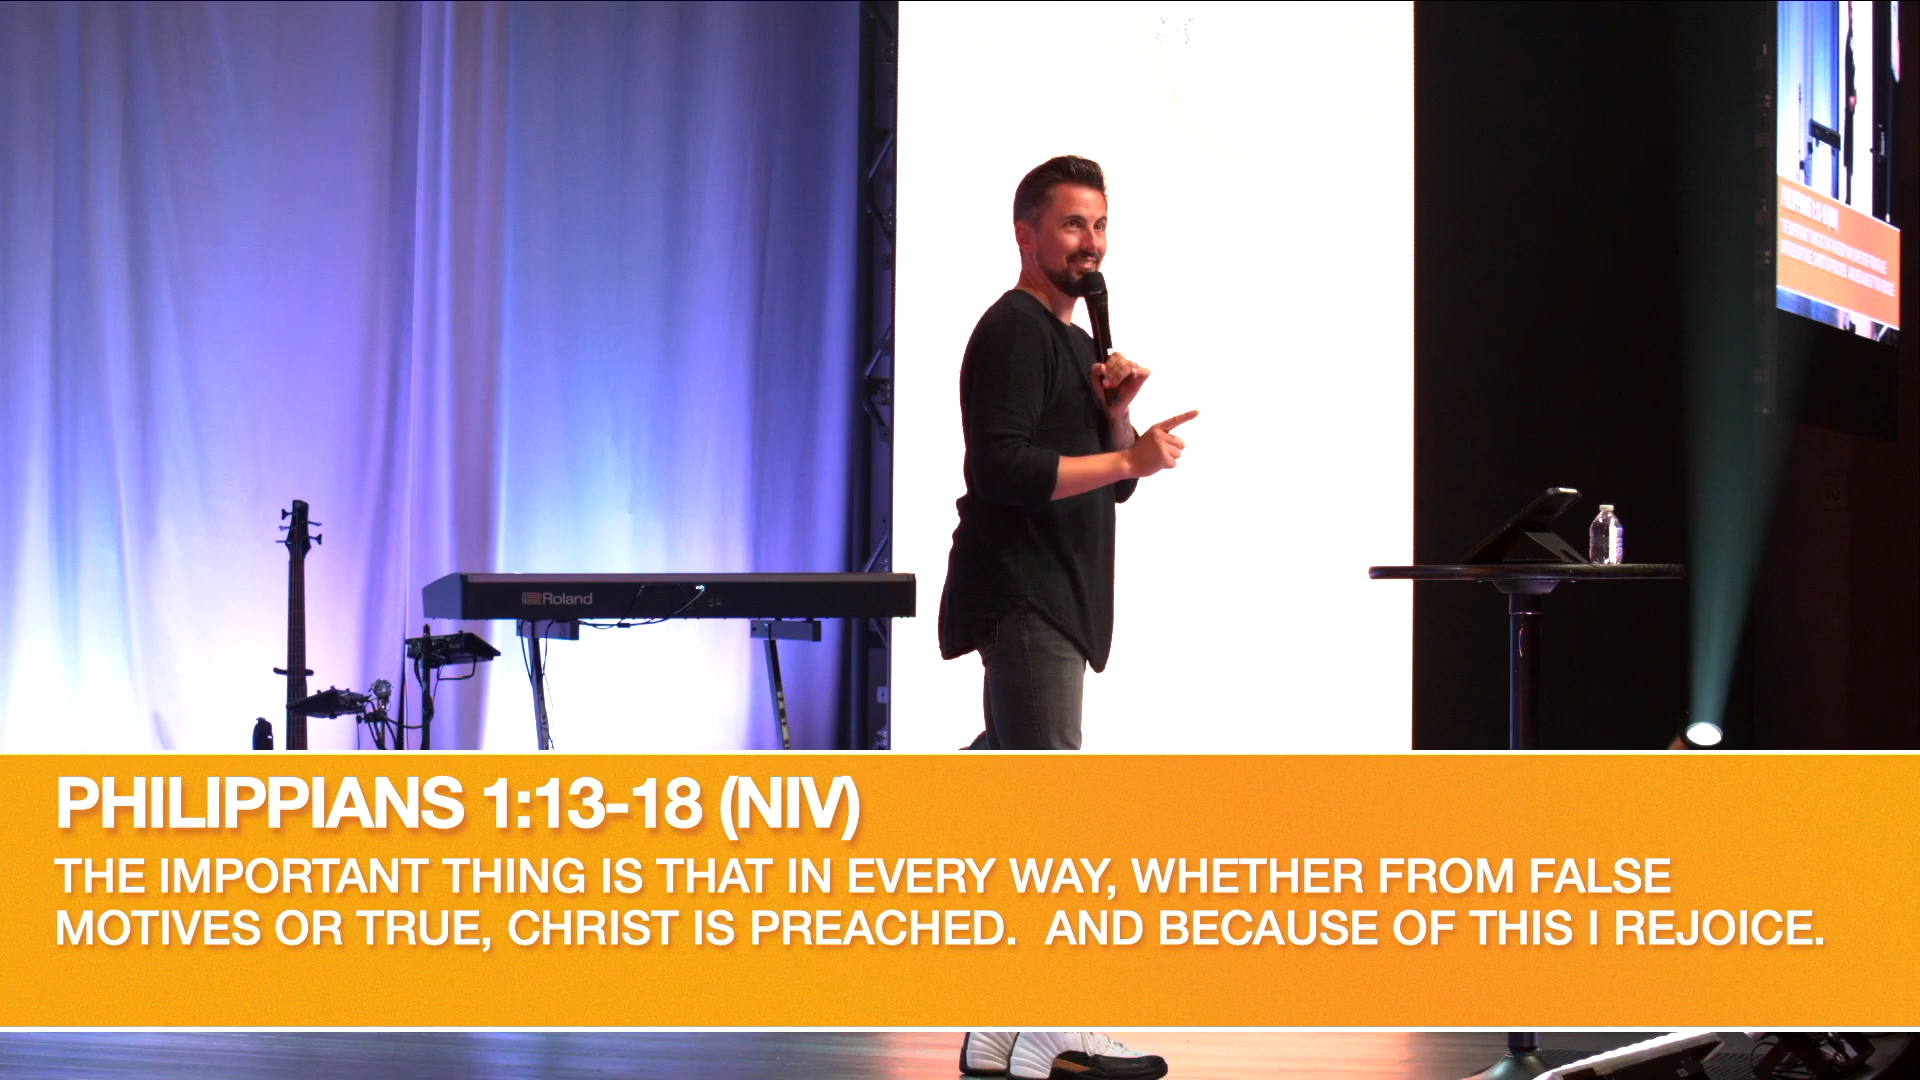 Roland
PHILIPPIANS 1:13-18 (NIV)
THE IMPORTANT THING IS THAT IN EVERY WAY, WHETHER FROM FALSE
MOTIVES OR TRUE, CHRIST IS PREACHED. AND BECAUSE OF THIS I REJOICE.